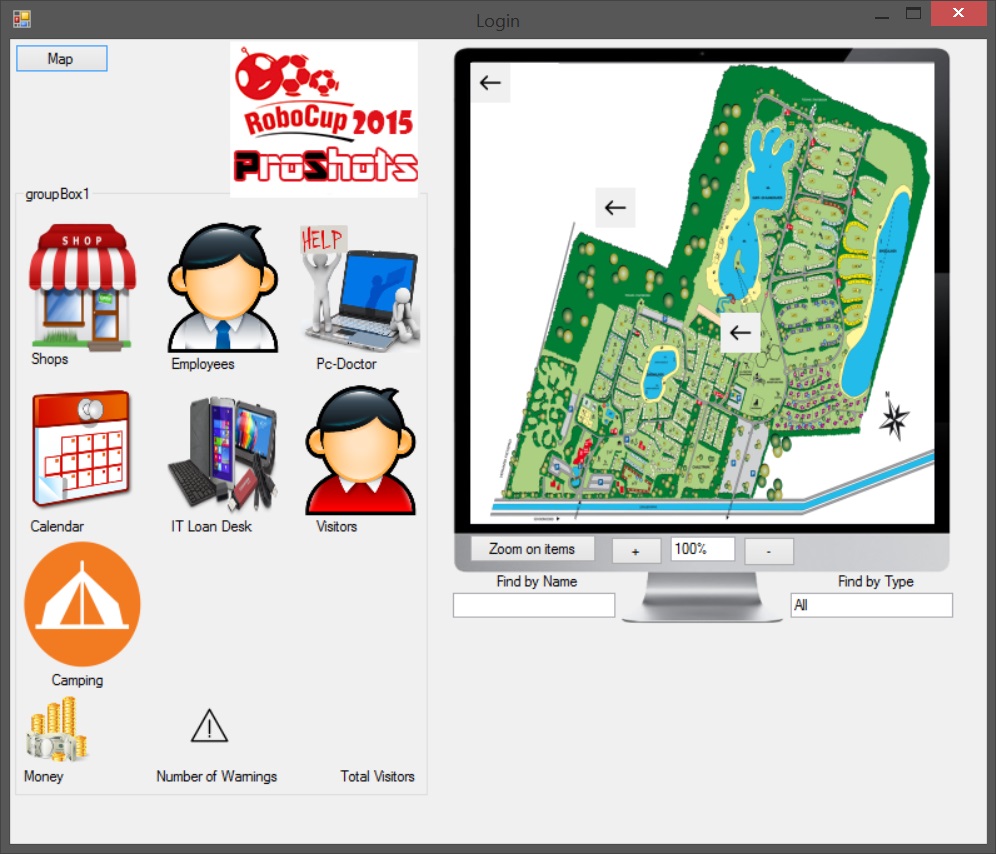 Login
Map
RoboCup 2015
ProShots
groupBox1
SHOP
HELP
Shops
Employees
Pc-Doctor
Calendar
IT Loan Desk
Visitors
Camping
Money
Number of Warnings
Total Visitors
N
Zoom on items
+
100%
-
Find by Name
Find by Type
All